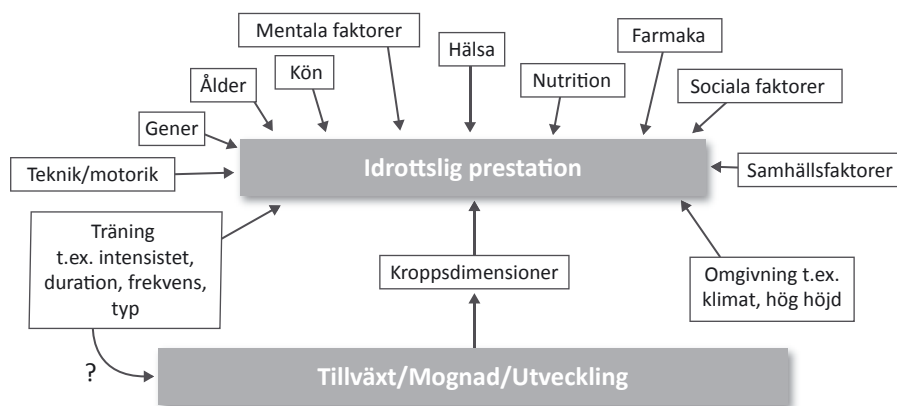 Mentala faktorer
Hälsa
Farmaka
Kön
Nutrition
Sociala faktorer
Ålder
Gener
Idrottslig prestation
Teknik/motorik
Samhällsfaktorer
Träning
t.ex. intensistet,
duration, frekvens,
typ
Kroppsdimensioner
Omgivning t.ex.
klimat, hög höjd
?
Tillväxt/Mognad/Utveckling